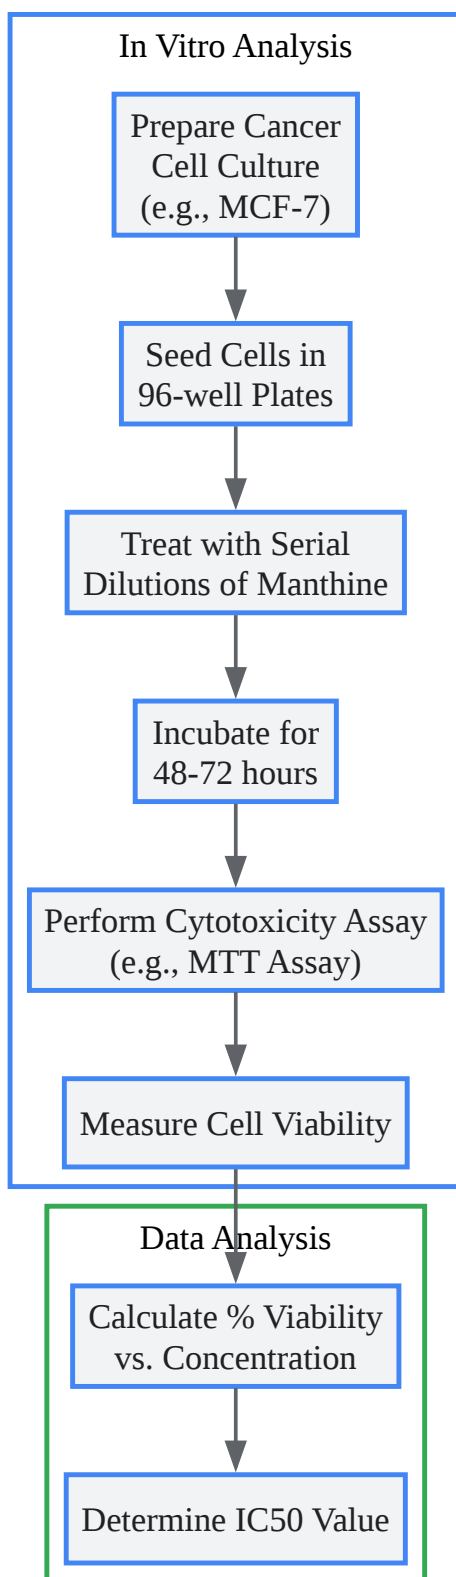 In Vitro Analysis
Prepare Cancer
Cell Culture
(e.g., MCF-7)
Seed Cells in
96-well Plates
Treat with Serial
Dilutions of Manthine
Incubate for
48-72 hours
Perform Cytotoxicity Assay
(e.g., MTT Assay)
Measure Cell Viability
Data Analysis
Calculate % Viability
vs. Concentration
Determine IC50 Value